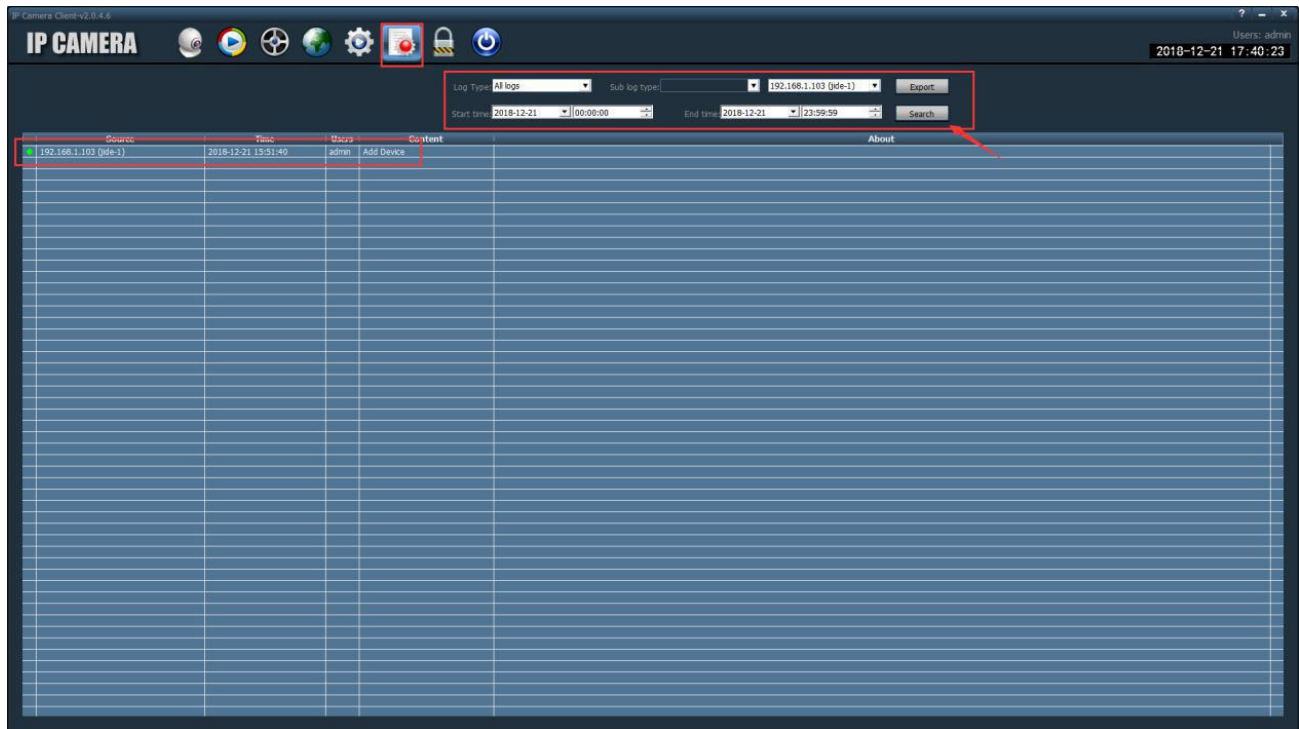 IP Camera Client-v2.0.4.6 ? – x
IP CAMERA
Users: admin
2018-12-21 17:40:23
Log Type: All logs Sub log type: 192.168.1.103 (jide-1) Export
Start time: 2018-12-21 00:00:00 End time: 2018-12-21 23:59:59 Search
Source Time Users Content About
192.168.1.103 (jide-1) 2018-12-21 15:51:40 admin Add Device